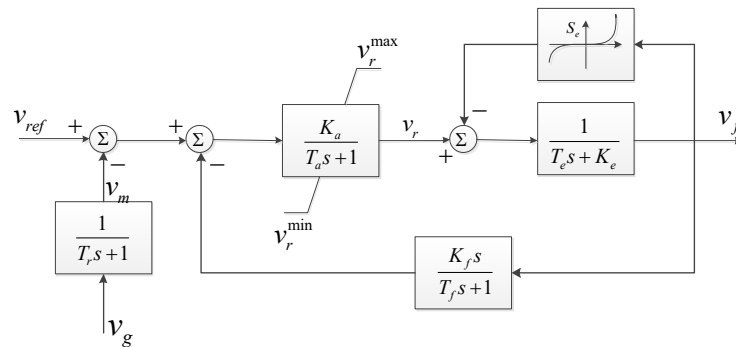 S_e
v_r^max
v_ref + Σ − + Σ − K_a / (T_a s + 1) v_r + Σ − 1 / (T_e s + K_e) v_f
v_r^min
v_m
1 / (T_r s + 1)
K_f s / (T_f s + 1)
v_g